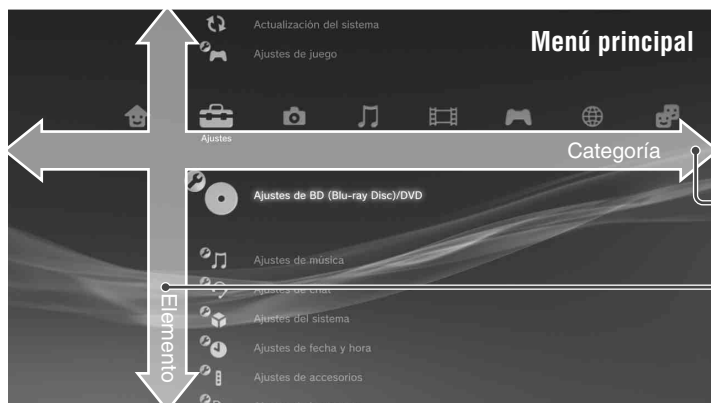 Actualización del sistema
Menú principal
Ajustes de juego
Ajustes
Categoría
Ajustes de BD (Blu-ray Disc)/DVD
Ajustes de música
Ajustes de chat
Elemento
Ajustes del sistema
Ajustes de fecha y hora
Ajustes de accesorios